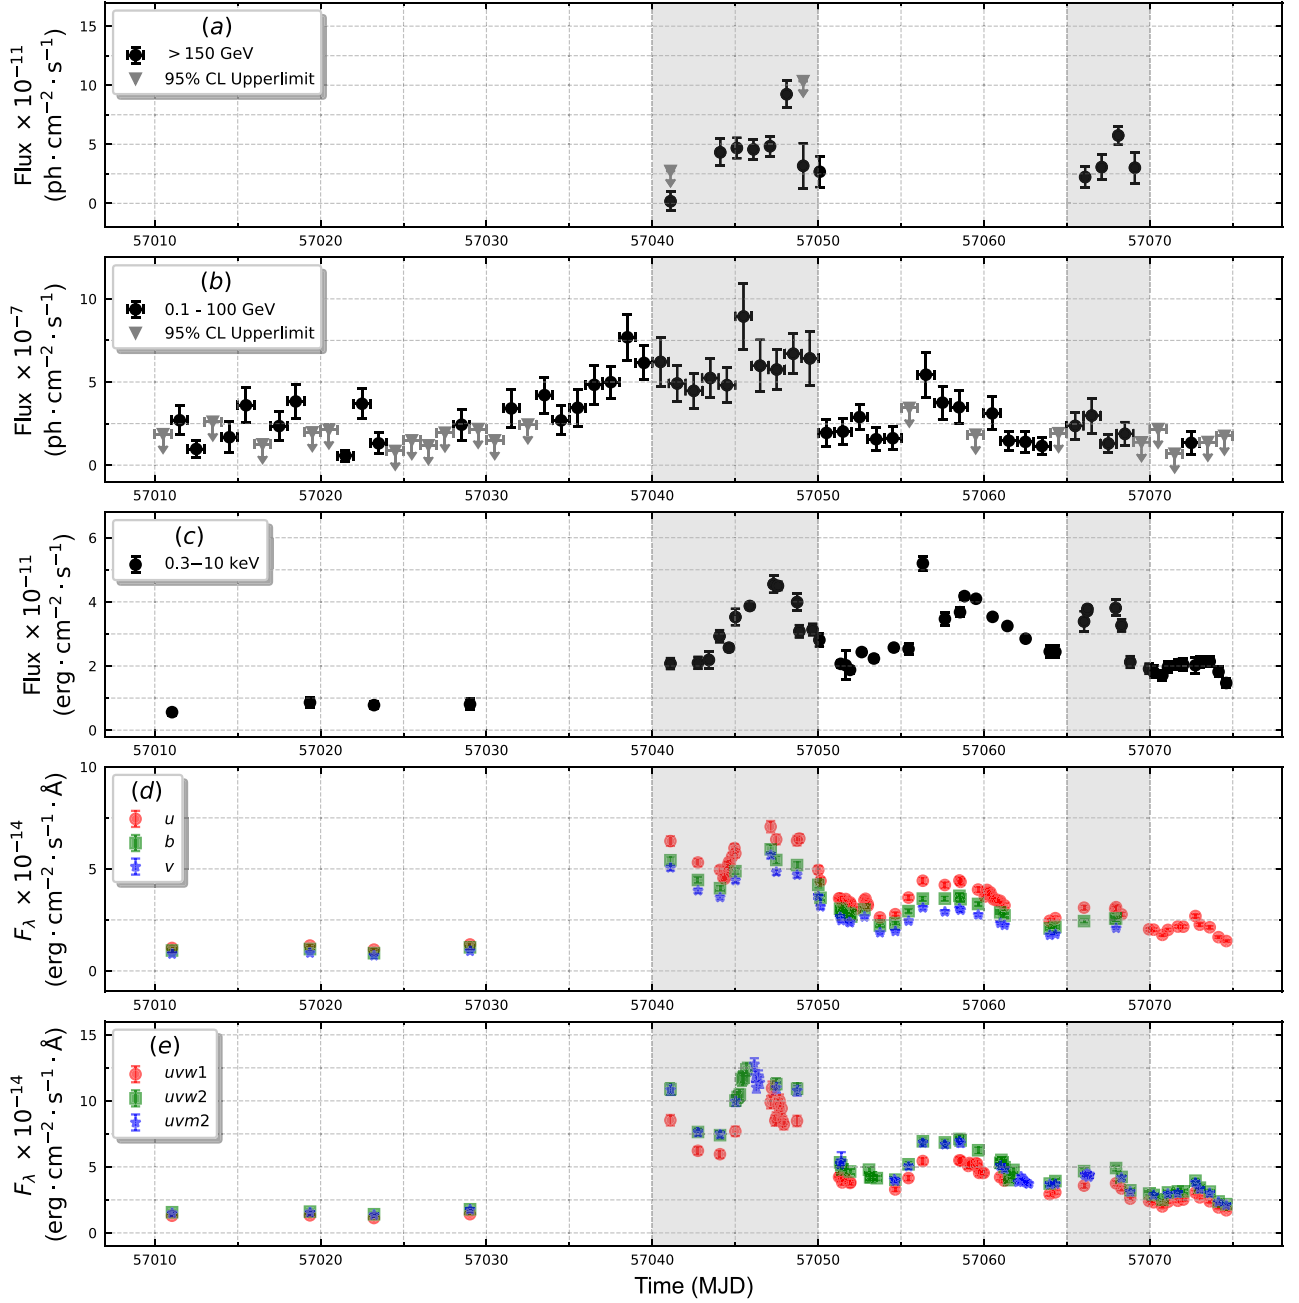 (a)
> 150 GeV
95% CL Upperlimit
Flux × 10⁻¹¹
(ph · cm⁻² · s⁻¹)
15
10
5
0
57010 57020 57030 57040 57050 57060 57070
(b)
0.1 - 100 GeV
95% CL Upperlimit
Flux × 10⁻⁷
(ph · cm⁻² · s⁻¹)
10
5
0
57010 57020 57030 57040 57050 57060 57070
(c)
0.3−10 keV
Flux × 10⁻¹¹
(erg · cm⁻² · s⁻¹)
6
4
2
0
57010 57020 57030 57040 57050 57060 57070
(d)
u
b
v
F_λ × 10⁻¹⁴
(erg · cm⁻² · s⁻¹ · Å)
10
5
0
57010 57020 57030 57040 57050 57060 57070
(e)
uvw1
uvw2
uvm2
F_λ × 10⁻¹⁴
(erg · cm⁻² · s⁻¹ · Å)
15
10
5
0
57010 57020 57030 57040 57050 57060 57070
Time (MJD)